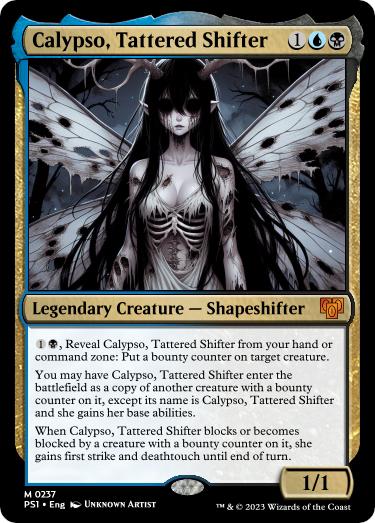 Calypso, Tattered Shifter 1
Legendary Creature — Shapeshifter
1, Reveal Calypso, Tattered Shifter from your hand or
command zone: Put a bounty counter on target creature.
You may have Calypso, Tattered Shifter enter the
battlefield as a copy of another creature with a bounty
counter on it, except its name is Calypso, Tattered Shifter
and she gains her base abilities.
When Calypso, Tattered Shifter blocks or becomes
blocked by a creature with a bounty counter on it, she
gains first strike and deathtouch until end of turn.
1/1
M 0237
PS1 • Eng Unknown Artist
™ & © 2023 Wizards of the Coast